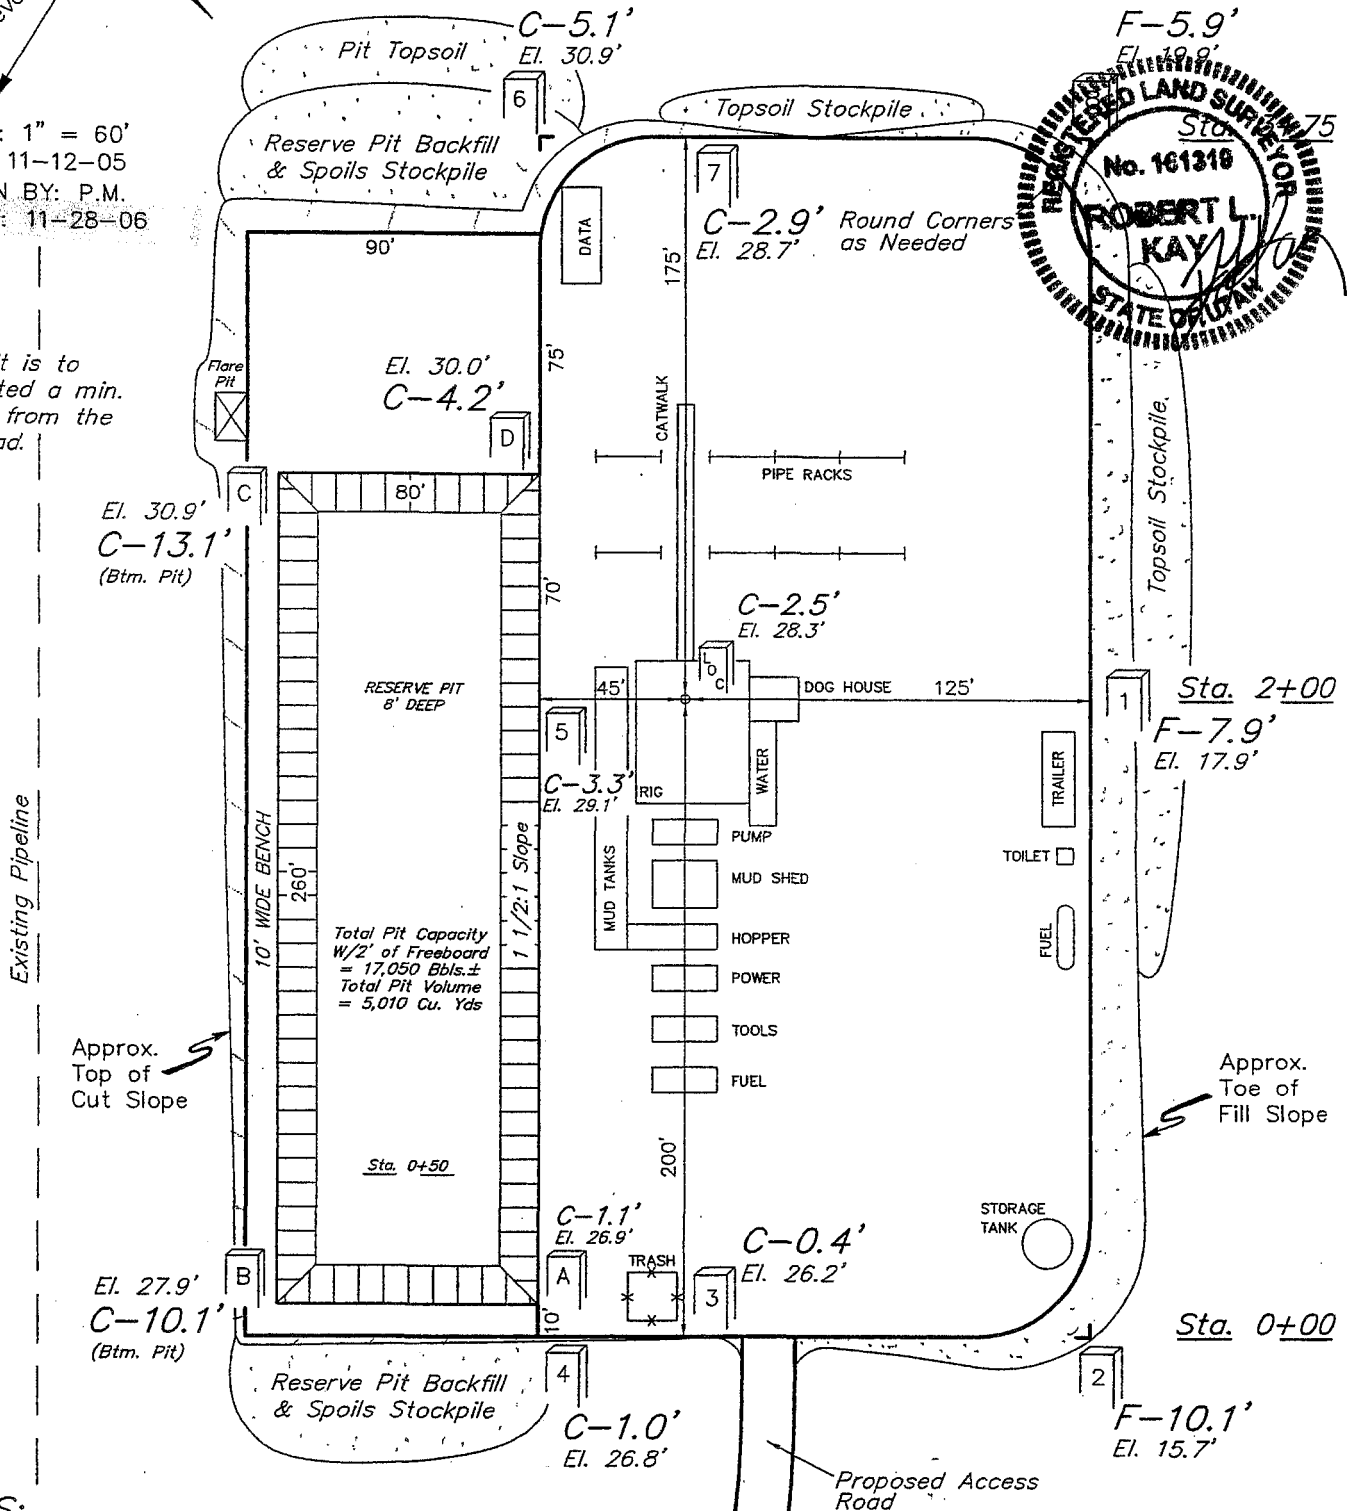 C-5.1'
El. 30.9'
6
Pit Topsoil
Reserve Pit Backfill
& Spoils Stockpile
Topsoil Stockpile
F-5.9'
El. 19.9'
REGISTERED LAND SURVEYOR
No. 161319
ROBERT L.
KAY
STATE OF UTAH
75
1" = 60'
11-12-05
BY: P.M.
11-28-06
7
C-2.9'
El. 28.7'
Round Corners
as Needed
90'
DATA
175'
75'
is to
a min.
from the
Flare
Pit
El. 30.0'
C-4.2'
D
CATWALK
PIPE RACKS
Topsoil Stockpile
C
El. 30.9'
C-13.1'
(Btm. Pit)
80'
70'
RESERVE PIT
8' DEEP
C-2.5'
El. 28.3'
LOC
45'
DOG HOUSE
125'
1
Sta. 2+00
F-7.9'
El. 17.9'
5
C-3.3'
El. 29.1'
RIG
WATER
TRAILER
PUMP
TOILET
MUD SHED
MUD TANKS
HOPPER
FUEL
POWER
TOOLS
FUEL
Existing Pipeline
10' WIDE BENCH
260'
1 1/2:1 Slope
Total Pit Capacity
W/2' of Freeboard
= 17,050 Bbls.±
Total Pit Volume
= 5,010 Cu. Yds
Approx.
Top of
Cut Slope
Approx.
Toe of
Fill Slope
Sta. 0+50
200'
C-1.1'
El. 26.9'
A
TRASH
C-0.4'
El. 26.2'
3
STORAGE
TANK
B
El. 27.9'
C-10.1'
(Btm. Pit)
10'
Sta. 0+00
Reserve Pit Backfill
& Spoils Stockpile
4
C-1.0'
El. 26.8'
2
F-10.1'
El. 15.7'
Proposed Access
Road